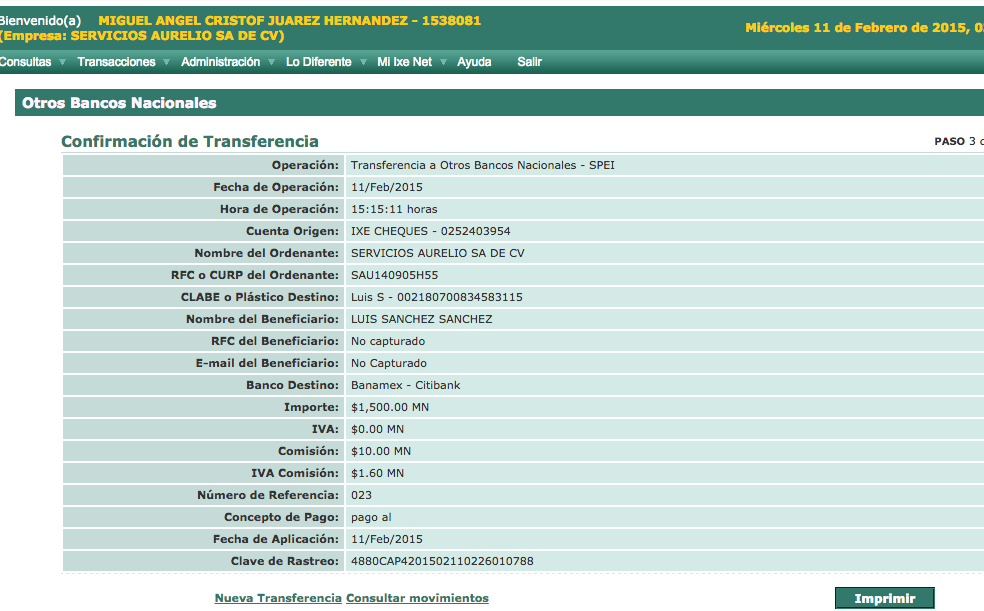 Bienvenido(a) MIGUEL ANGEL CRISTOF JUAREZ HERNANDEZ - 1538081
(Empresa: SERVICIOS AURELIO SA DE CV)
Miércoles 11 de Febrero de 2015,
Consultas Transacciones Administración Lo Diferente Mi Ixe Net Ayuda Salir
Otros Bancos Nacionales
Confirmación de Transferencia PASO 3
Operación: Transferencia a Otros Bancos Nacionales - SPEI
Fecha de Operación: 11/Feb/2015
Hora de Operación: 15:15:11 horas
Cuenta Origen: IXE CHEQUES - 0252403954
Nombre del Ordenante: SERVICIOS AURELIO SA DE CV
RFC o CURP del Ordenante: SAU140905H55
CLABE o Plástico Destino: Luis S - 002180700834583115
Nombre del Beneficiario: LUIS SANCHEZ SANCHEZ
RFC del Beneficiario: No capturado
E-mail del Beneficiario: No Capturado
Banco Destino: Banamex - Citibank
Importe: $1,500.00 MN
IVA: $0.00 MN
Comisión: $10.00 MN
IVA Comisión: $1.60 MN
Número de Referencia: 023
Concepto de Pago: pago al
Fecha de Aplicación: 11/Feb/2015
Clave de Rastreo: 4880CAP4201502110226010788
Nueva Transferencia Consultar movimientos Imprimir